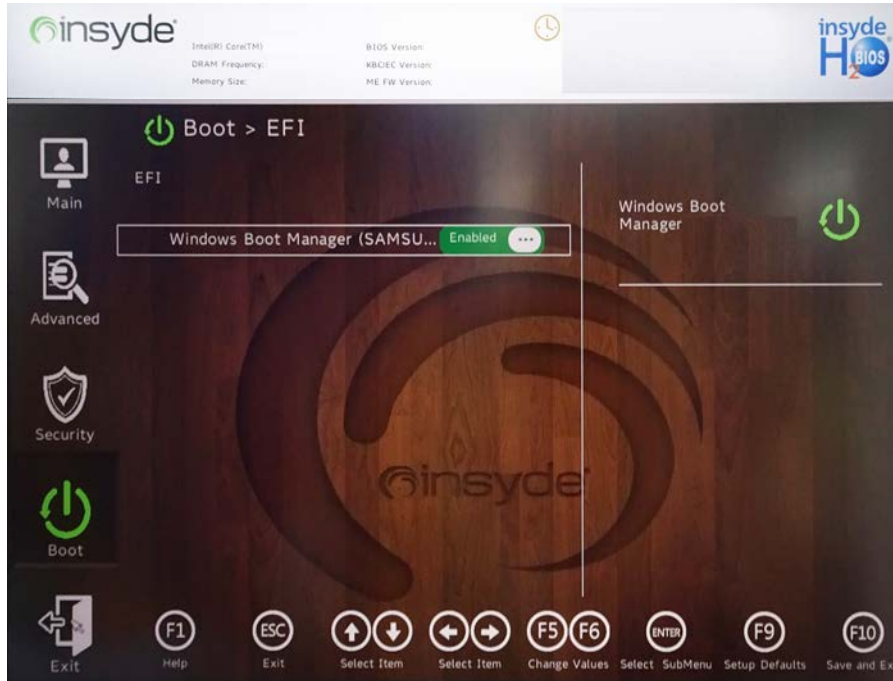 insyde
Intel(R) Core(TM)
DRAM Frequency:
Memory Size:
BIOS Version:
KBC/EC Version:
ME FW Version:
insyde
H2O BIOS
Boot > EFI
EFI
Windows Boot Manager (SAMSU... Enabled
Windows Boot
Manager
Main
Advanced
Security
Boot
Exit
insyde
F1
Help
ESC
Exit
Select Item
Select Item
F5 F6
Change Values
ENTER
Select SubMenu
F9
Setup Defaults
F10
Save and Ex